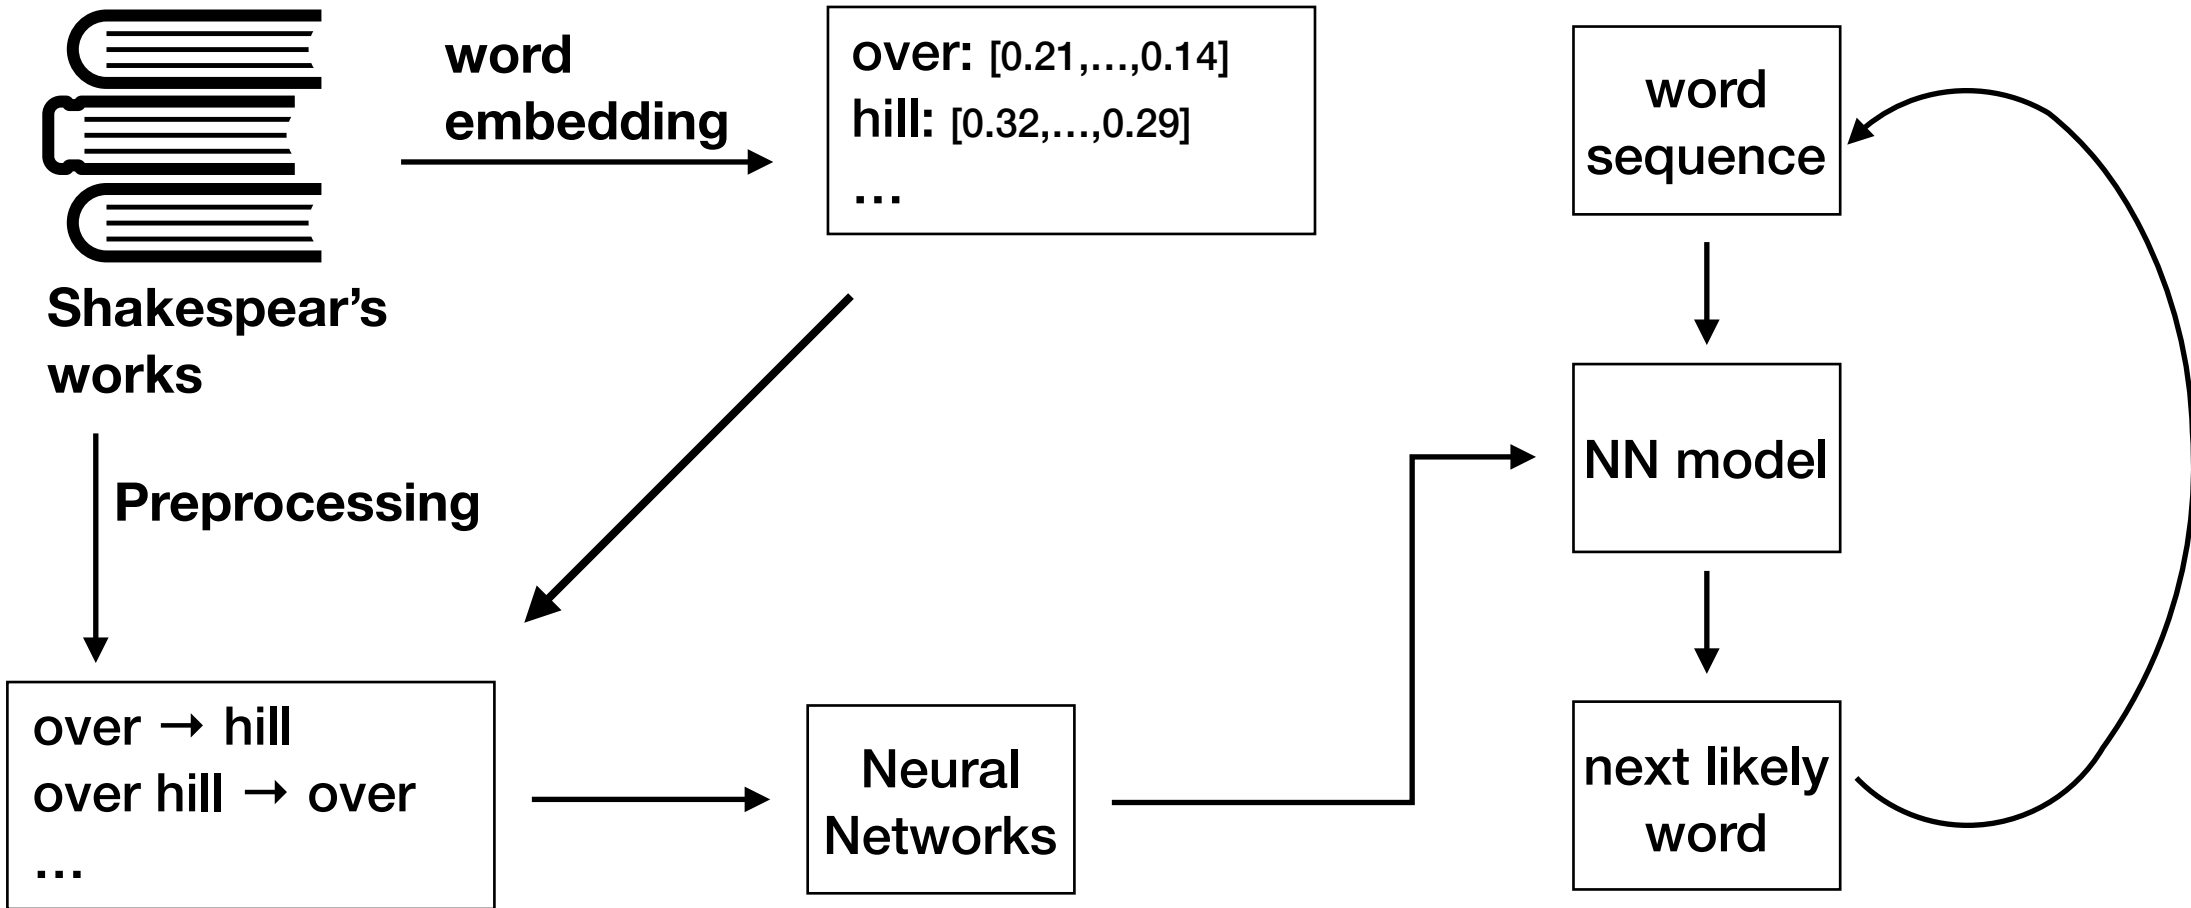 word
embedding
over: [0.21,...,0.14]
hill: [0.32,...,0.29]
...
Shakespear’s
works
Preprocessing
over → hill
over hill → over
...
Neural
Networks
word
sequence
NN model
next likely
word